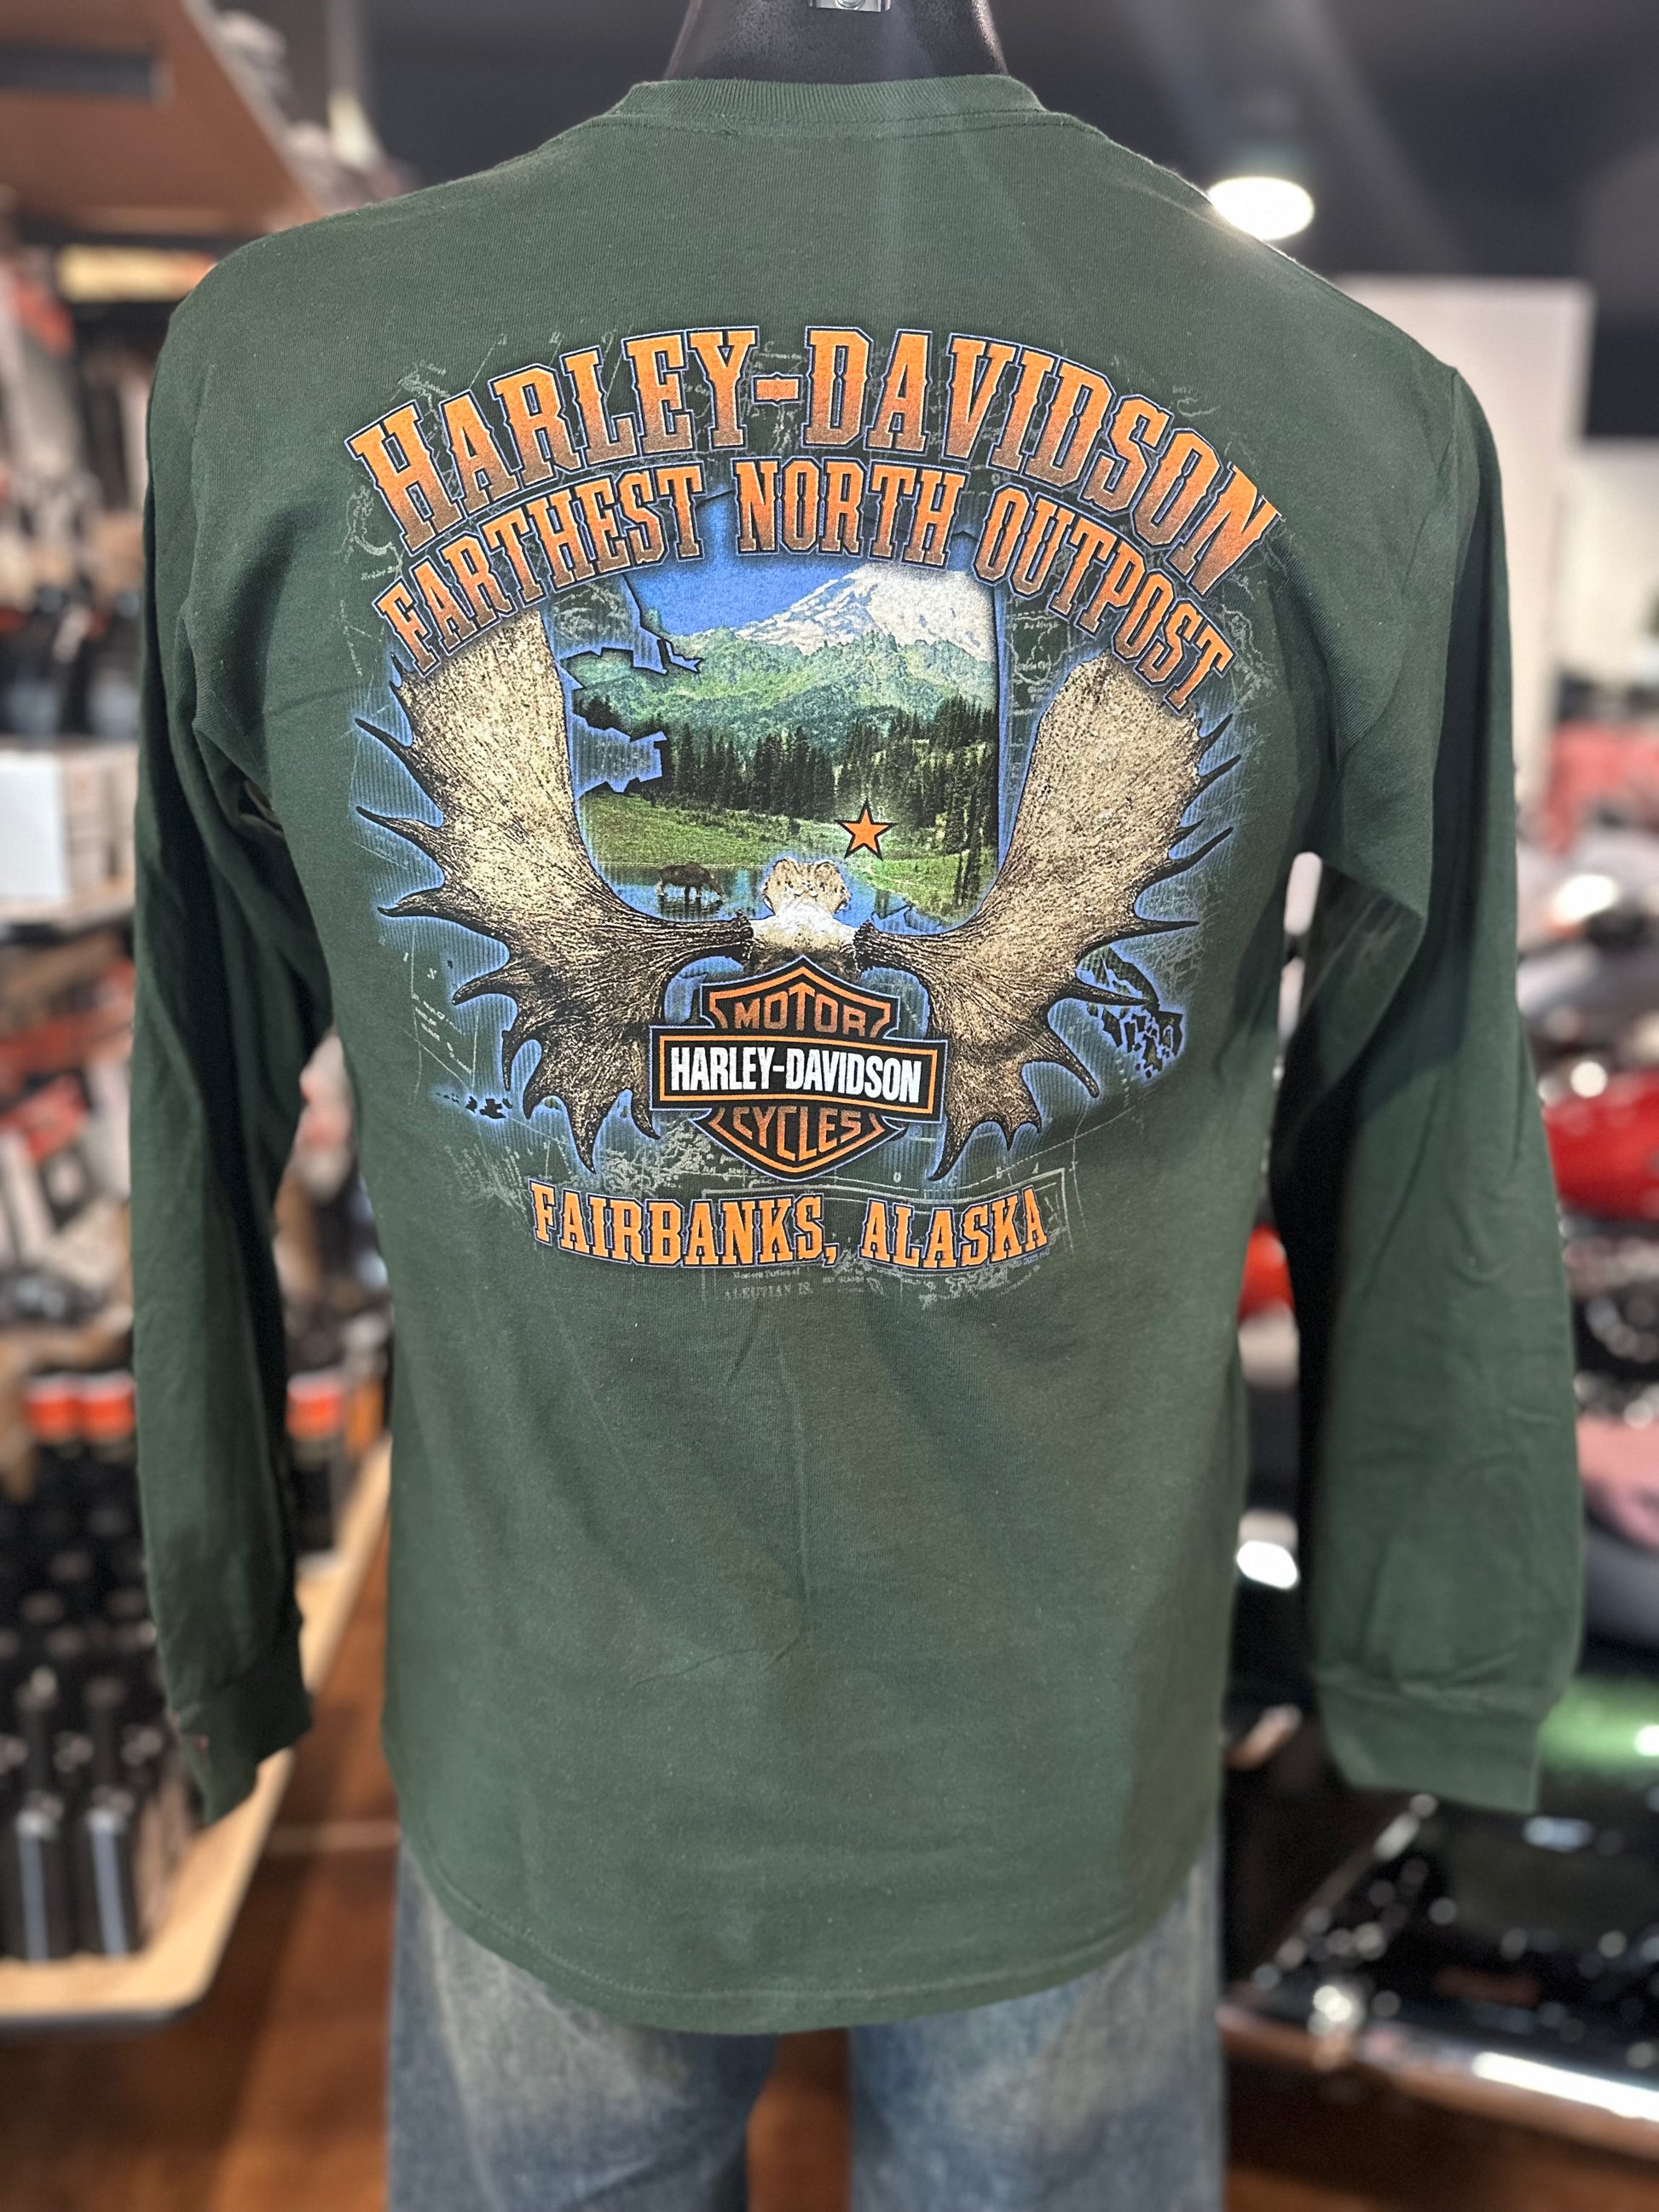 HARLEY-DAVIDSON
FARTHEST NORTH OUTPOST
MOTOR
HARLEY-DAVIDSON
CYCLES
FAIRBANKS, ALASKA
ALEUTIAN IS.